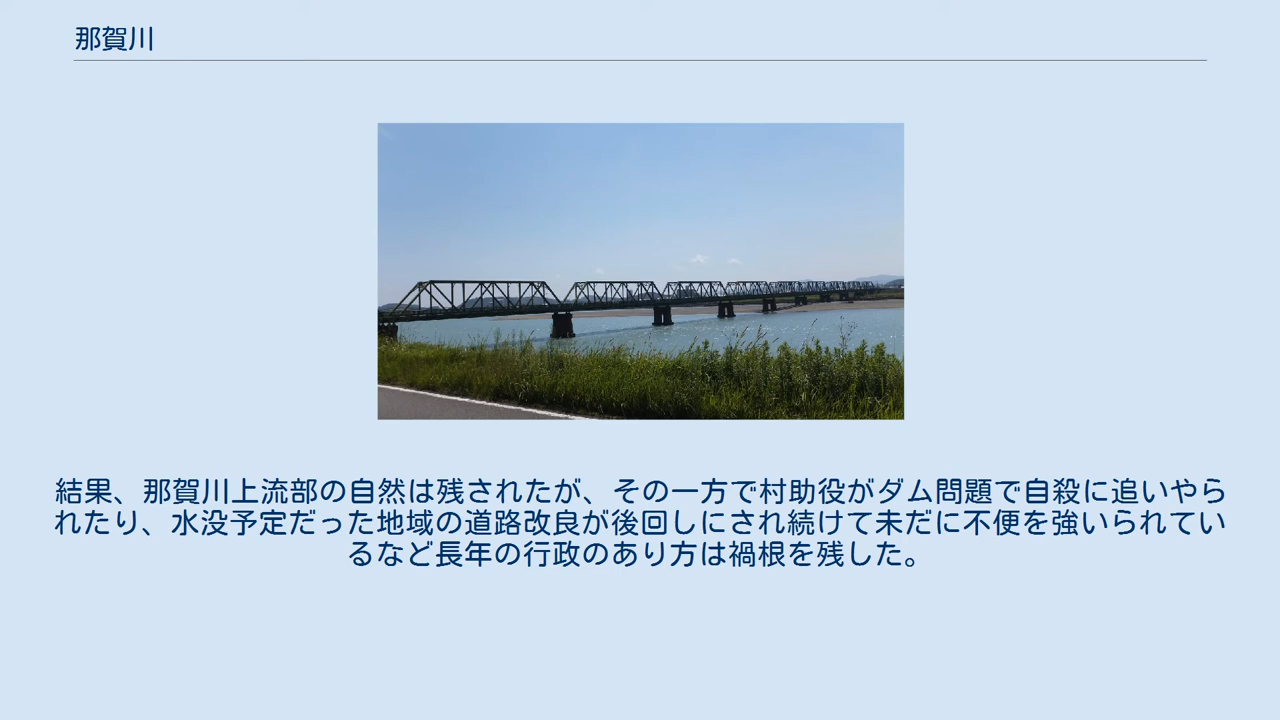 那賀川
結果、那賀川上流部の自然は残されたが、その一方で村助役がダム問題で自殺に追いやら
れたり、水没予定だった地域の道路改良が後回しにされ続けて未だに不便を強いられてい
るなど長年の行政のあり方は禍根を残した。